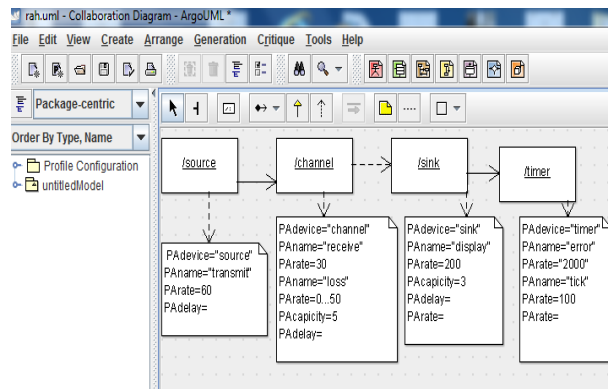 rah.uml - Collaboration Diagram - ArgoUML *
File Edit View Create Arrange Generation Critique Tools Help
Package-centric
Order By Type, Name
Profile Configuration
untitledModel
/source
/channel
/sink
/timer
PAdevice="source"
PAname="transmit"
PArate=60
PAdelay=
PAdevice="channel"
PAname="receive"
PArate=30
PAname="loss"
PArate=0...50
PAcapicity=5
PAdelay=
PAdevice="sink"
PAname="display"
PArate=200
PAcapicity=3
PAdelay=
PArate=
PAdevice="timer"
PAname="error"
PArate="2000"
PAname="tick"
PArate=100
PArate=